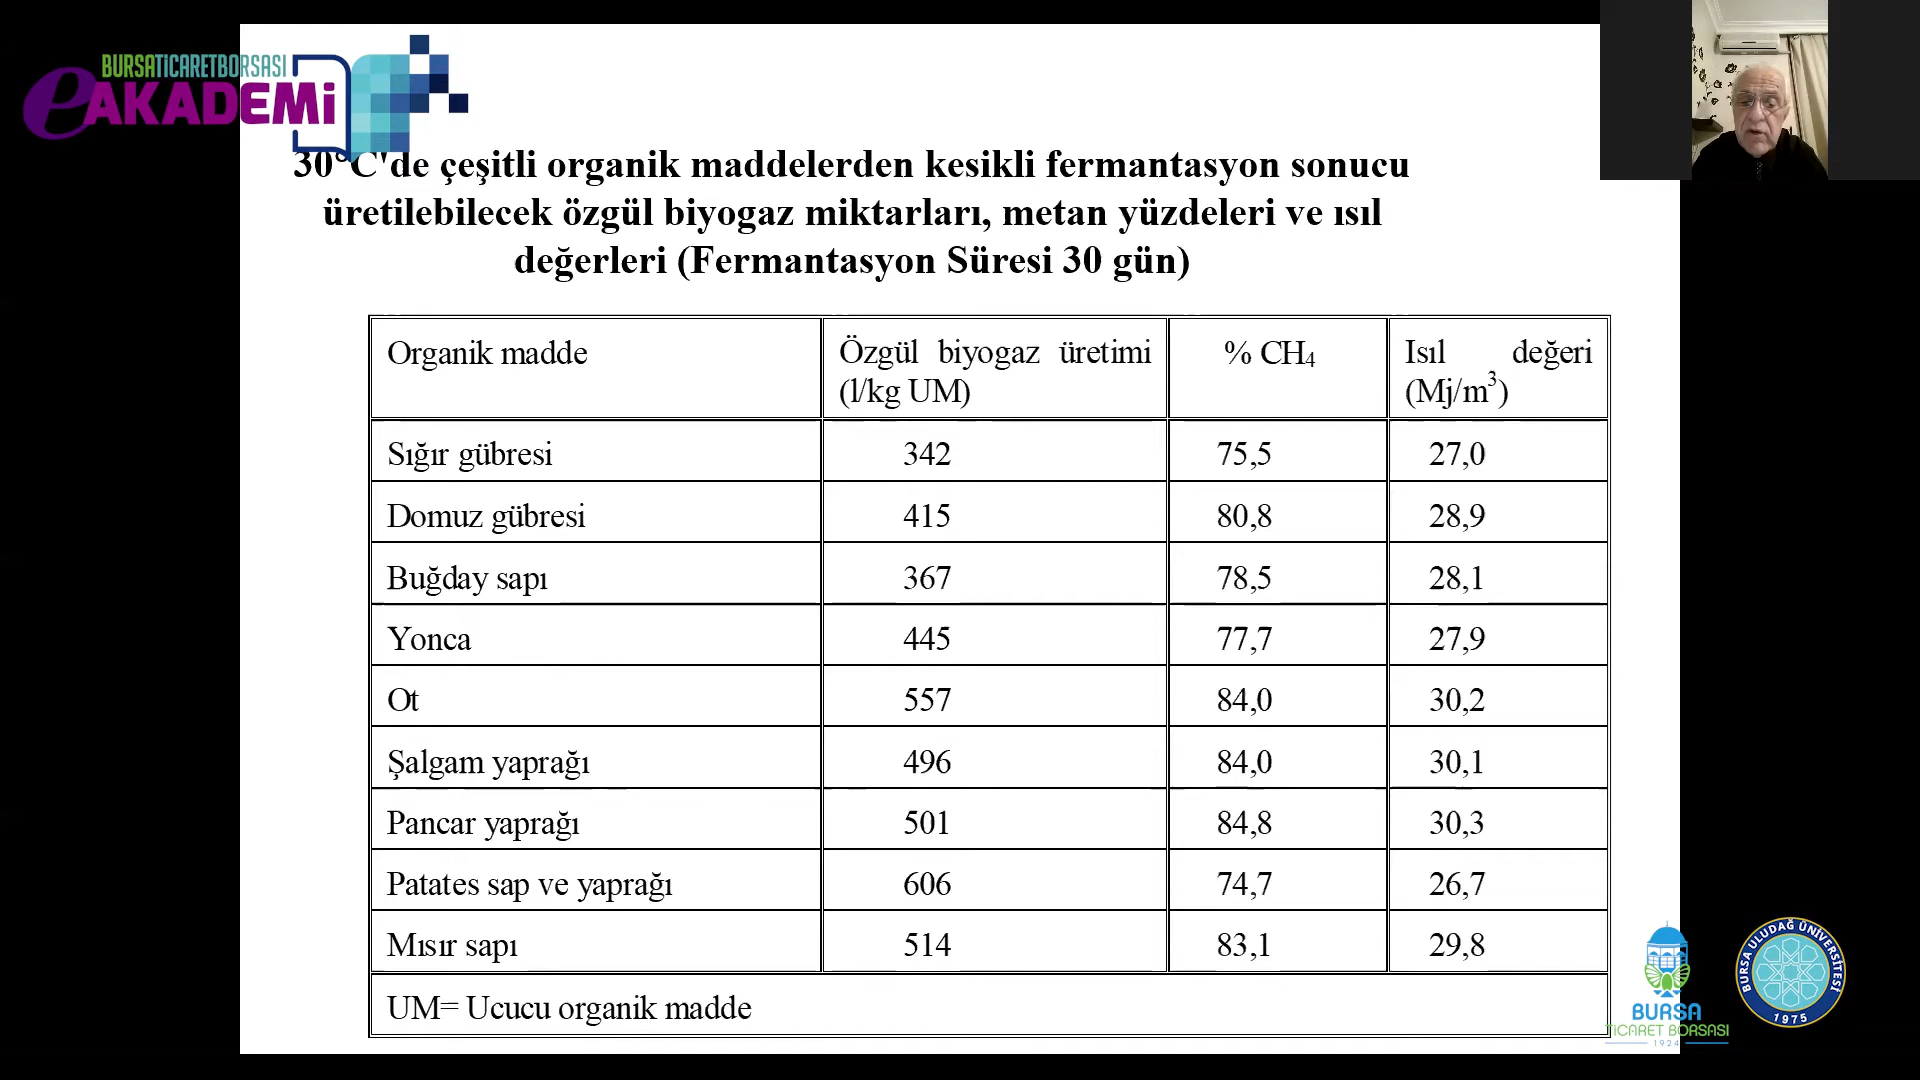 BURSATİCARETBORSASI
eAKADEMİ
30°C'de çeşitli organik maddelerden kesikli fermantasyon sonucu
üretilebilecek özgül biyogaz miktarları, metan yüzdeleri ve ısıl
değerleri (Fermantasyon Süresi 30 gün)
Organik madde Özgül biyogaz üretimi (l/kg UM) % CH₄ Isıl değeri (Mj/m³)
Sığır gübresi 342 75,5 27,0
Domuz gübresi 415 80,8 28,9
Buğday sapı 367 78,5 28,1
Yonca 445 77,7 27,9
Ot 557 84,0 30,2
Şalgam yaprağı 496 84,0 30,1
Pancar yaprağı 501 84,8 30,3
Patates sap ve yaprağı 606 74,7 26,7
Mısır sapı 514 83,1 29,8
UM= Ucucu organik madde
BURSA
TİCARET BORSASI
1924
BURSA ULUDAĞ ÜNİVERSİTESİ
1975